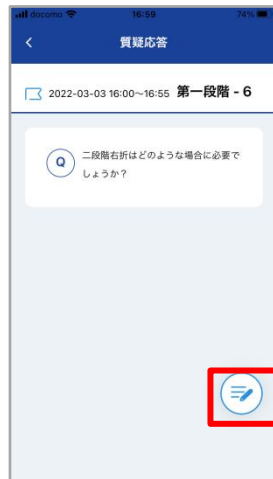 docomo 16:59 74%
質疑応答
2022-03-03 16:00~16:55 第一段階 - 6
Q 二段階右折はどのような場合に必要で
しょうか？